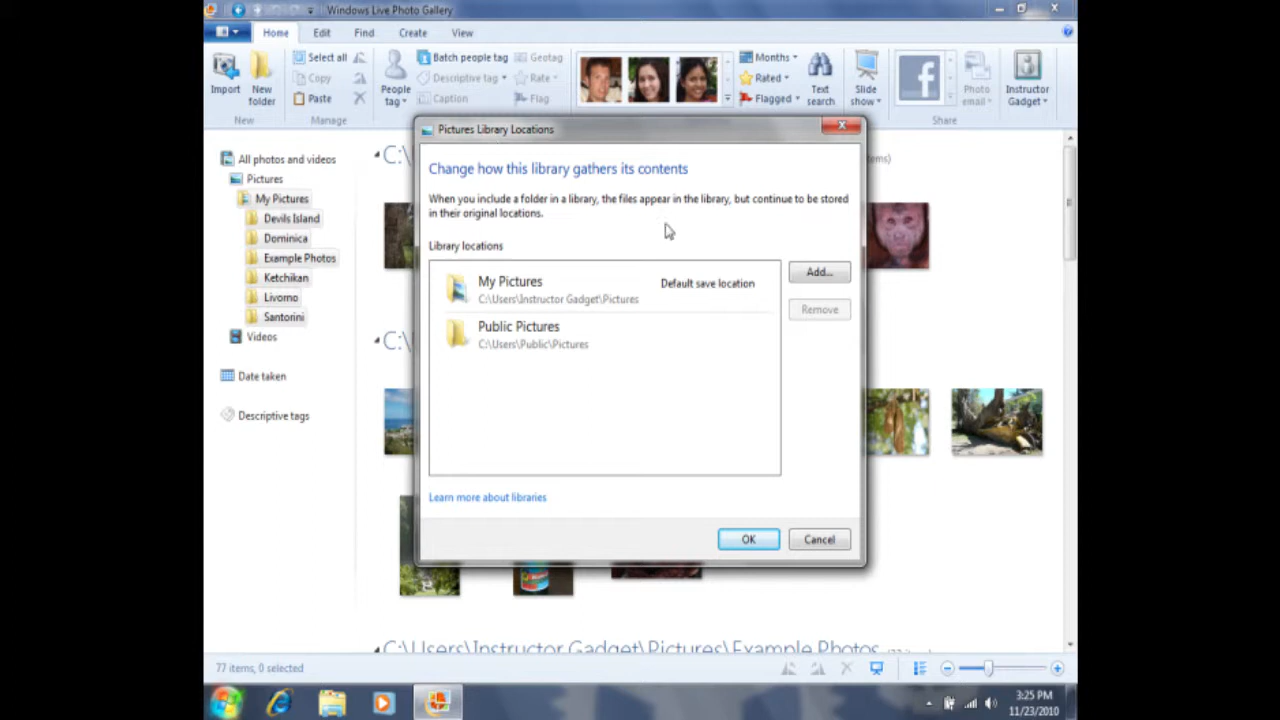 Windows Live Photo Gallery
Home Edit Find Create View
Import
New folder
New
Select all
Copy
Paste
Manage
People tag
Batch people tag
Descriptive tag
Caption
Geotag
Rate
Flag
Months
Rated
Flagged
Text search
Slide show
Photo email
Share
Instructor Gadget
All photos and videos
Pictures
My Pictures
Devils Island
Dominica
Example Photos
Ketchikan
Livorno
Santorini
Videos
Date taken
Descriptive tags
C:\
C:\
Pictures Library Locations
Change how this library gathers its contents
When you include a folder in a library, the files appear in the library, but continue to be stored
in their original locations.
Library locations
My Pictures Default save location
C:\Users\Instructor Gadget\Pictures
Public Pictures
C:\Users\Public\Pictures
Add...
Remove
Learn more about libraries
OK Cancel
C:\Users\Instructor Gadget\Pictures\Example Photos
77 items, 0 selected
3:25 PM
11/23/2010